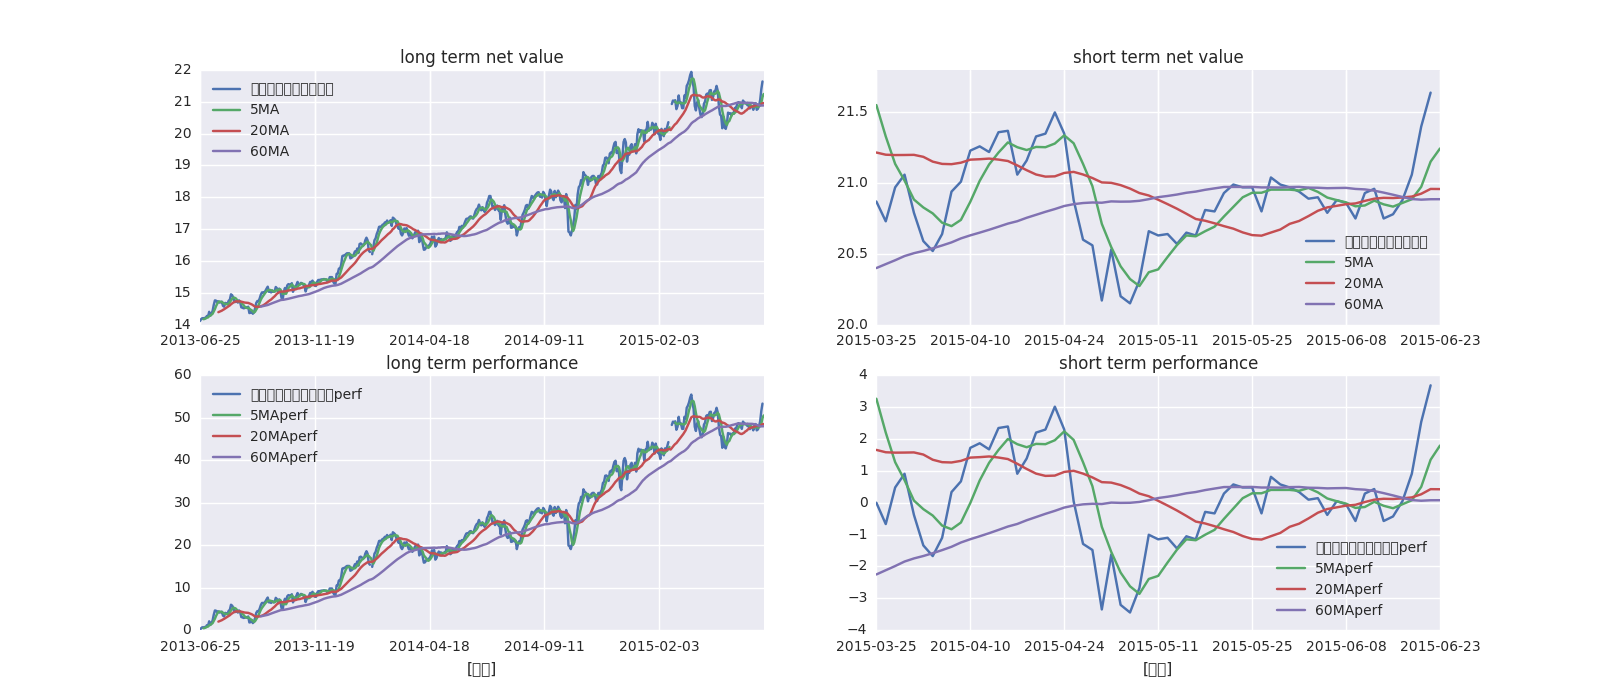 long term net value
22
21
20
19
18
17
16
15
14
5MA
20MA
60MA
2013-06-25 2013-11-19 2014-04-18 2014-09-11 2015-02-03
short term net value
21.5
21.0
20.5
20.0
5MA
20MA
60MA
2015-03-25 2015-04-10 2015-04-24 2015-05-11 2015-05-25 2015-06-08 2015-06-23
long term performance
60
50
40
30
20
10
0
perf
5MAperf
20MAperf
60MAperf
2013-06-25 2013-11-19 2014-04-18 2014-09-11 2015-02-03
short term performance
4
3
2
1
0
−1
−2
−3
−4
perf
5MAperf
20MAperf
60MAperf
2015-03-25 2015-04-10 2015-04-24 2015-05-11 2015-05-25 2015-06-08 2015-06-23